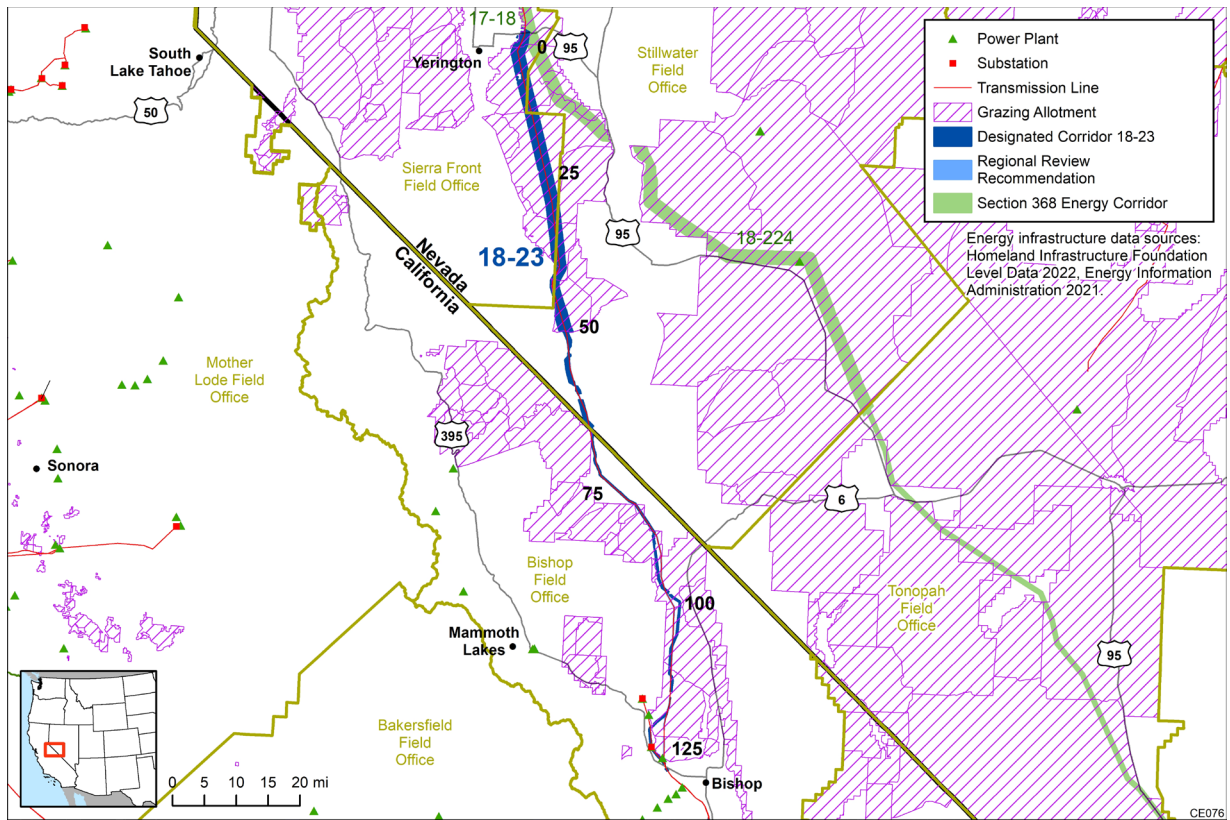 17-18
0
95
Yerington
South
Lake Tahoe
50
Stillwater
Field
Office
Power Plant
Substation
Transmission Line
Grazing Allotment
Designated Corridor 18-23
Regional Review
Recommendation
Section 368 Energy Corridor
Energy infrastructure data sources:
Homeland Infrastructure Foundation
Level Data 2022, Energy Information
Administration 2021.
Sierra Front
Field Office
25
95
18-224
18-23
Nevada
California
50
Mother
Lode Field
Office
395
Sonora
75
6
Bishop
Field
Office
100
Tonopah
Field
Office
Mammoth
Lakes
95
Bakersfield
Field
Office
125
Bishop
0 5 10 20 mi
CE076